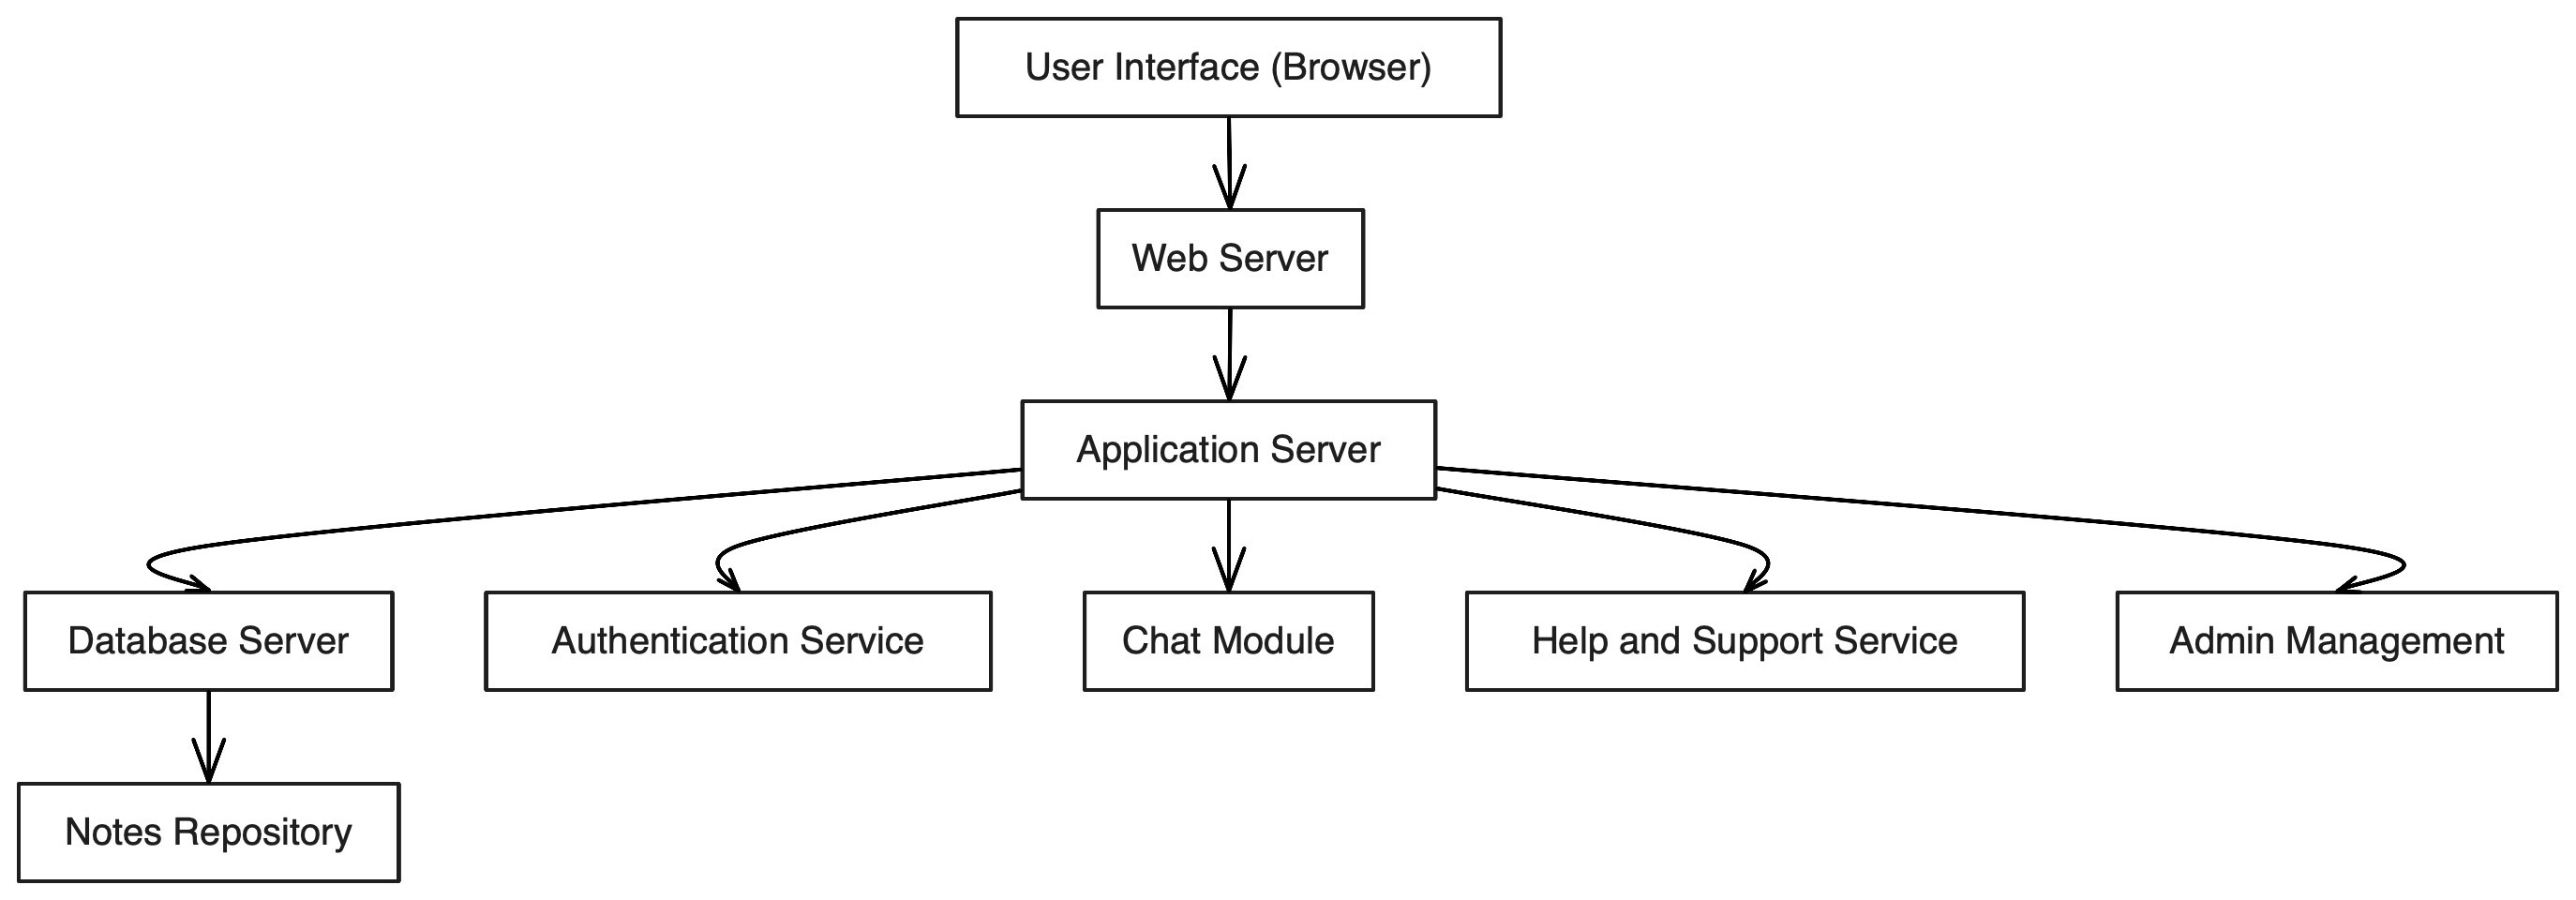 User Interface (Browser)
Web Server
Application Server
Database Server
Authentication Service
Chat Module
Help and Support Service
Admin Management
Notes Repository